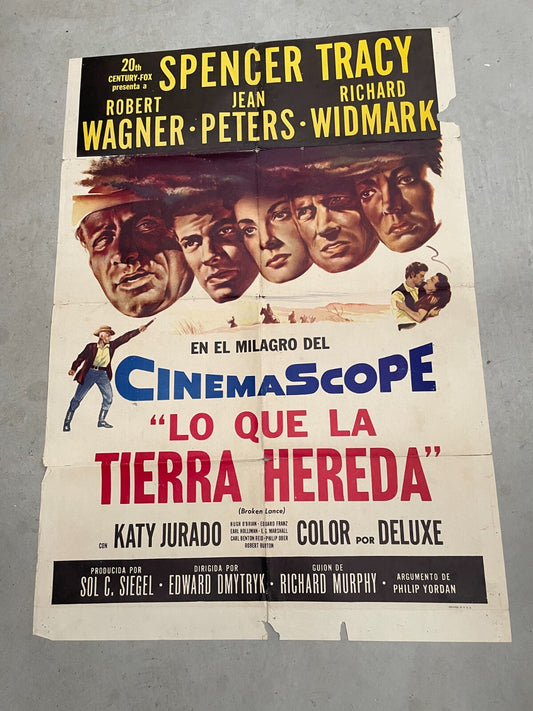 20th
CENTURY-FOX
presenta a
SPENCER TRACY
ROBERT WAGNER · JEAN PETERS · RICHARD WIDMARK
EN EL MILAGRO DEL
CINEMASCOPE
"LO QUE LA
TIERRA HEREDA"
(Broken Lance)
CON KATY JURADO
HUGH O'BRIAN · EDUARD FRANZ
EARL HOLLIMAN · E. G. MARSHALL
CARL BENTON REID · PHILIP OBER
ROBERT BURTON
COLOR POR DELUXE
PRODUCIDA POR
SOL C. SIEGEL ·
DIRIGIDA POR
EDWARD DMYTRYK ·
GUION DE
RICHARD MURPHY ·
ARGUMENTO DE
PHILIP YORDAN